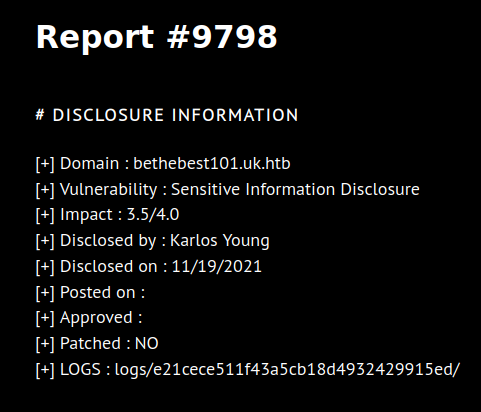 Report #9798
# DISCLOSURE INFORMATION
[+] Domain : bethebest101.uk.htb
[+] Vulnerability : Sensitive Information Disclosure
[+] Impact : 3.5/4.0
[+] Disclosed by : Karlos Young
[+] Disclosed on : 11/19/2021
[+] Posted on :
[+] Approved :
[+] Patched : NO
[+] LOGS : logs/e21cece511f43a5cb18d4932429915ed/